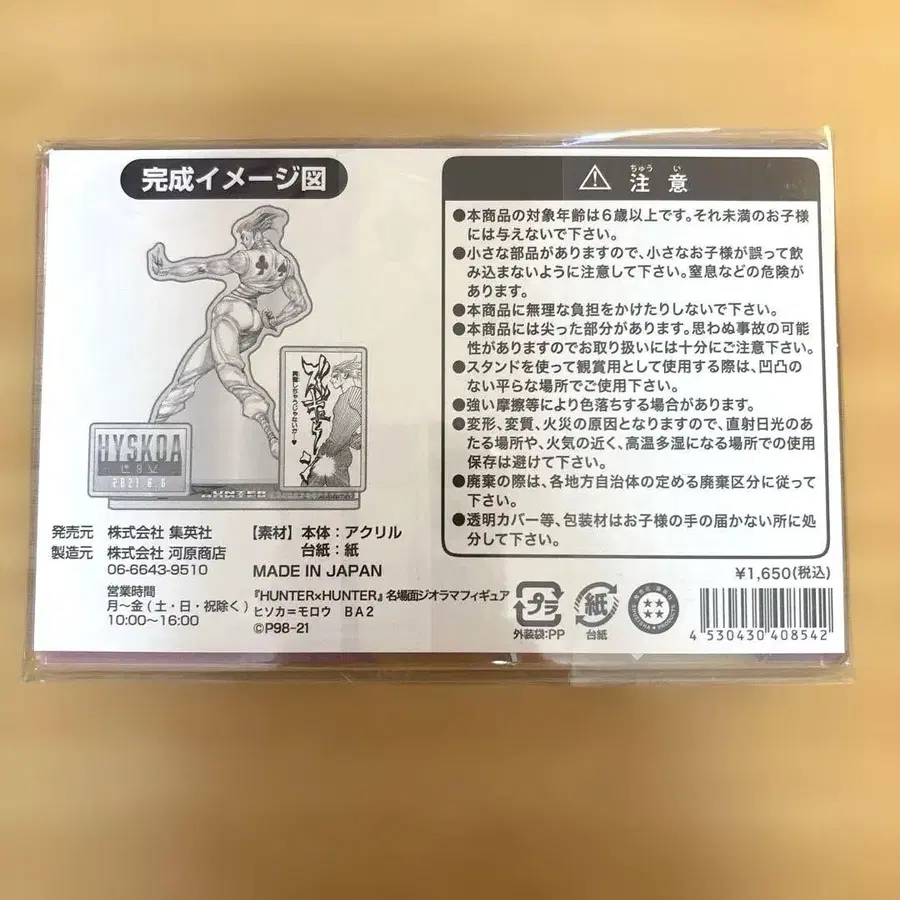 完成イメージ図
HYSKOA
2021.6.6
興奮しちゃうじゃないか…♥
HUNTER
発売元 株式会社 集英社
製造元 株式会社 河原商店
06-6643-9510
営業時間
月〜金(土・日・祝除く)
10:00〜16:00
【素材】本体:アクリル
台紙:紙
MADE IN JAPAN
『HUNTER×HUNTER』名場面ジオラマフィギュア
ヒソカ=モロウ BA2
©P98-21
ちゅう い
注意
●本商品の対象年齢は6歳以上です。それ未満のお子様
には与えないで下さい。
●小さな部品がありますので、小さなお子様が誤って飲
み込まないように注意して下さい。窒息などの危険が
あります。
●本商品に無理な負担をかけたりしないで下さい。
●本商品には尖った部分があります。思わぬ事故の可能
性がありますのでお取り扱いには十分にご注意下さい。
●スタンドを使って観賞用として使用する際は、凹凸の
ない平らな場所でご使用下さい。
●強い摩擦等により色落ちする場合があります。
●変形、変質、火災の原因となりますので、直射日光のあ
たる場所や、火気の近く、高温多湿になる場所での使用
保存は避けて下さい。
●廃棄の際は、各地方自治体の定める廃棄区分に従って
下さい。
●透明カバー等、包装材はお子様の手の届かない所に処
分して下さい。
¥1,650(税込)
プラ
外装袋:PP
紙
台紙
4 530430 408542